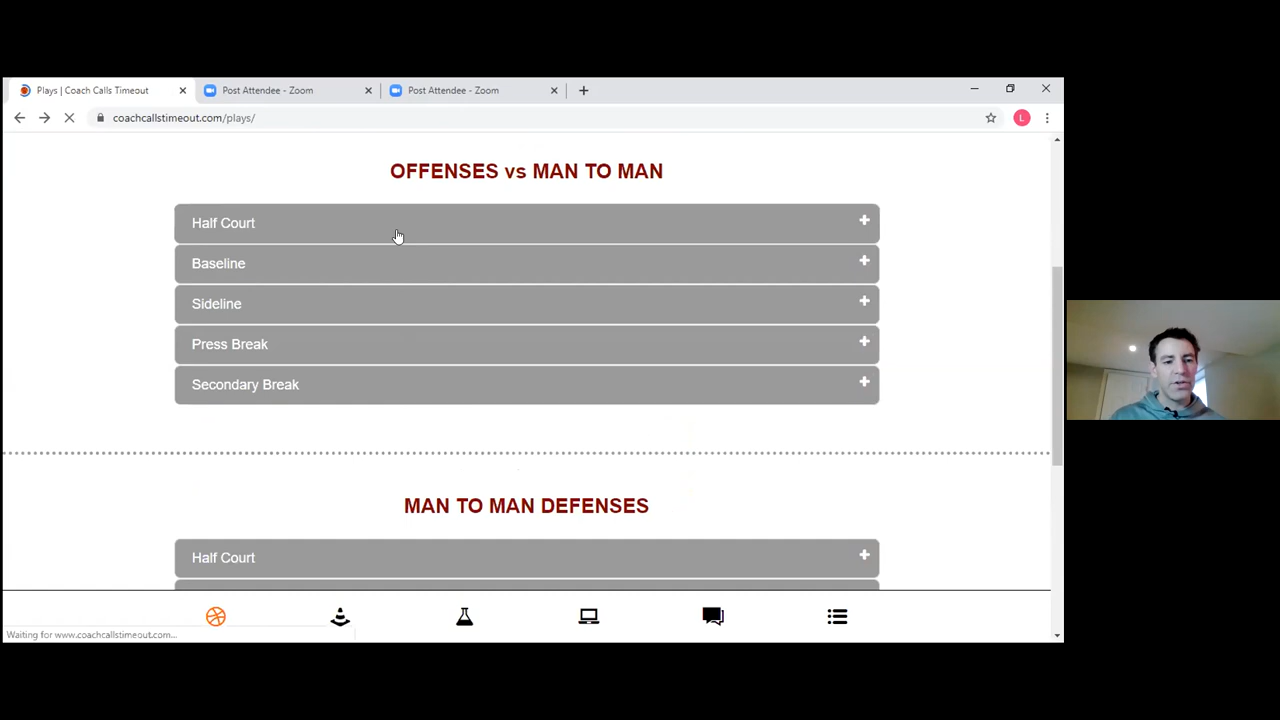 Plays | Coach Calls Timeout
Post Attendee - Zoom
Post Attendee - Zoom
coachcallstimeout.com/plays/
L
OFFENSES vs MAN TO MAN
Half Court
Baseline
Sideline
Press Break
Secondary Break
MAN TO MAN DEFENSES
Half Court
Waiting for www.coachcallstimeout.com...